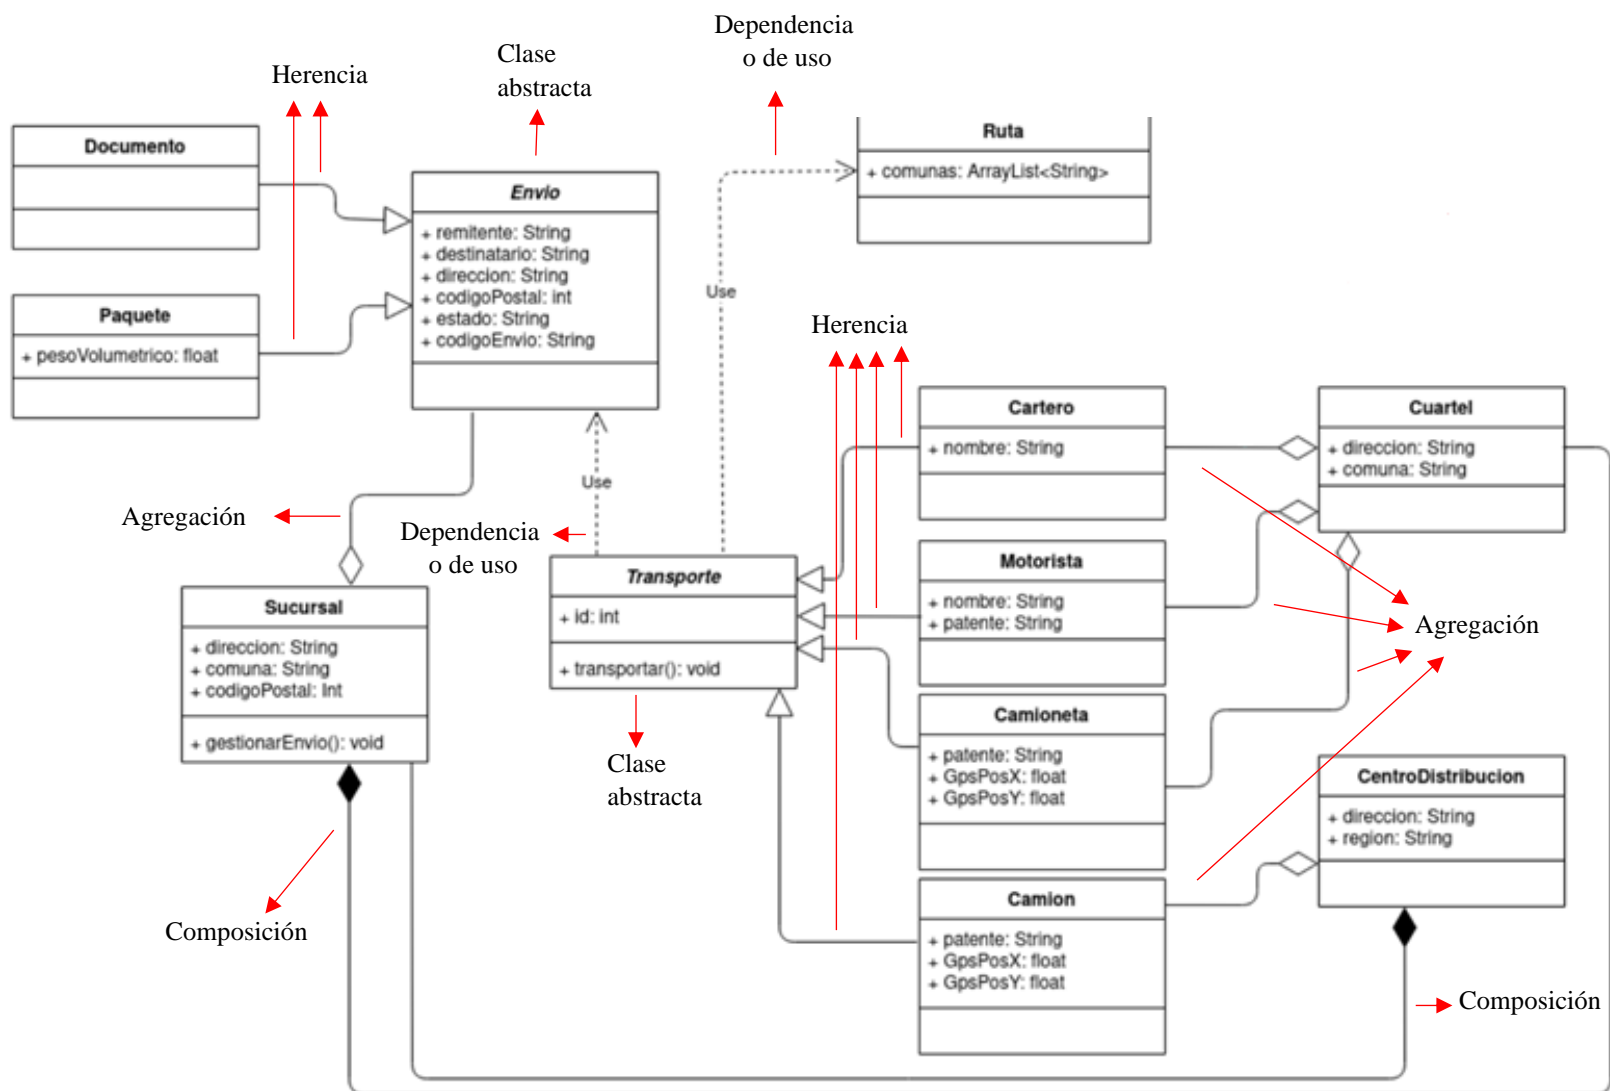 Dependencia
o de uso
Clase
abstracta
Herencia
Documento
Envio
+ remitente: String
+ destinatario: String
+ direccion: String
+ codigoPostal: int
+ estado: String
+ codigoEnvio: String
Ruta
+ comunas: ArrayList<String>
Paquete
+ pesoVolumetrico: float
Use
Herencia
Cartero
+ nombre: String
Cuartel
+ direccion: String
+ comuna: String
Use
Agregación
Dependencia
o de uso
Transporte
+ id: int
+ transportar(): void
Motorista
+ nombre: String
+ patente: String
Agregación
Sucursal
+ direccion: String
+ comuna: String
+ codigoPostal: Int
+ gestionarEnvio(): void
Clase
abstracta
Camioneta
+ patente: String
+ GpsPosX: float
+ GpsPosY: float
CentroDistribucion
+ direccion: String
+ region: String
Composición
Camion
+ patente: String
+ GpsPosX: float
+ GpsPosY: float
Composición